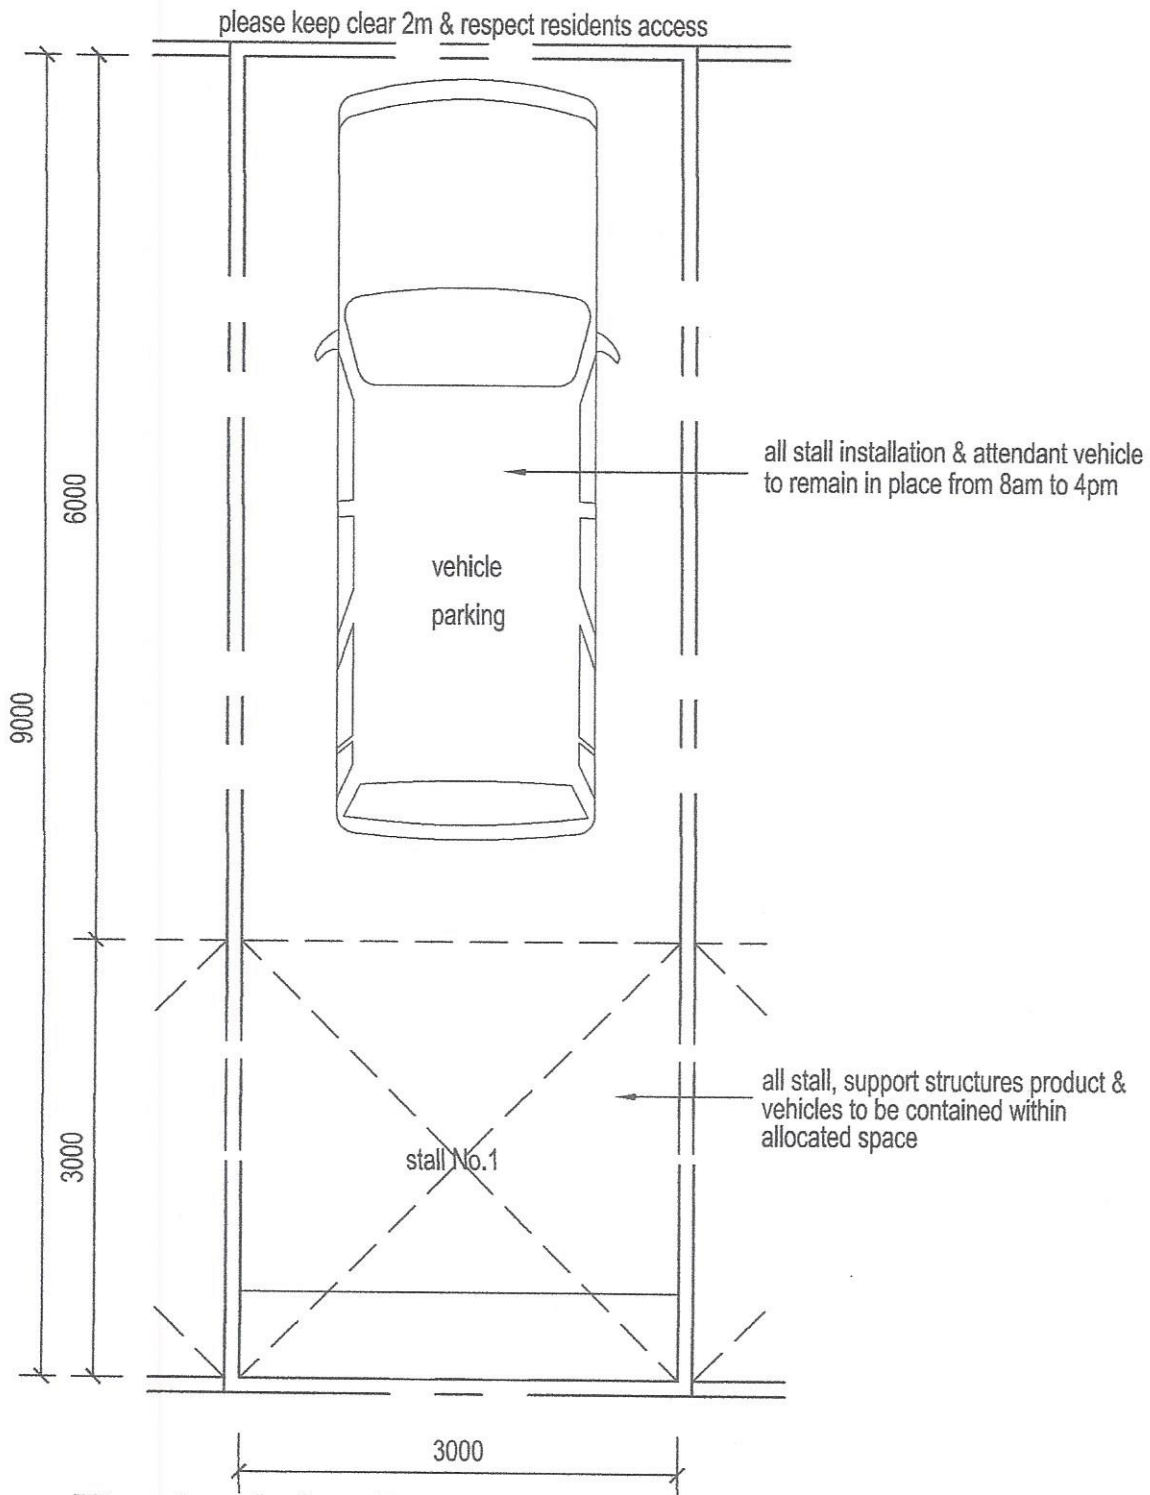 please keep clear 2m & respect residents access
all stall installation & attendant vehicle
to remain in place from 8am to 4pm
6000
vehicle
parking
9000
all stall, support structures product &
vehicles to be contained within
allocated space
3000
stall No.1
3000